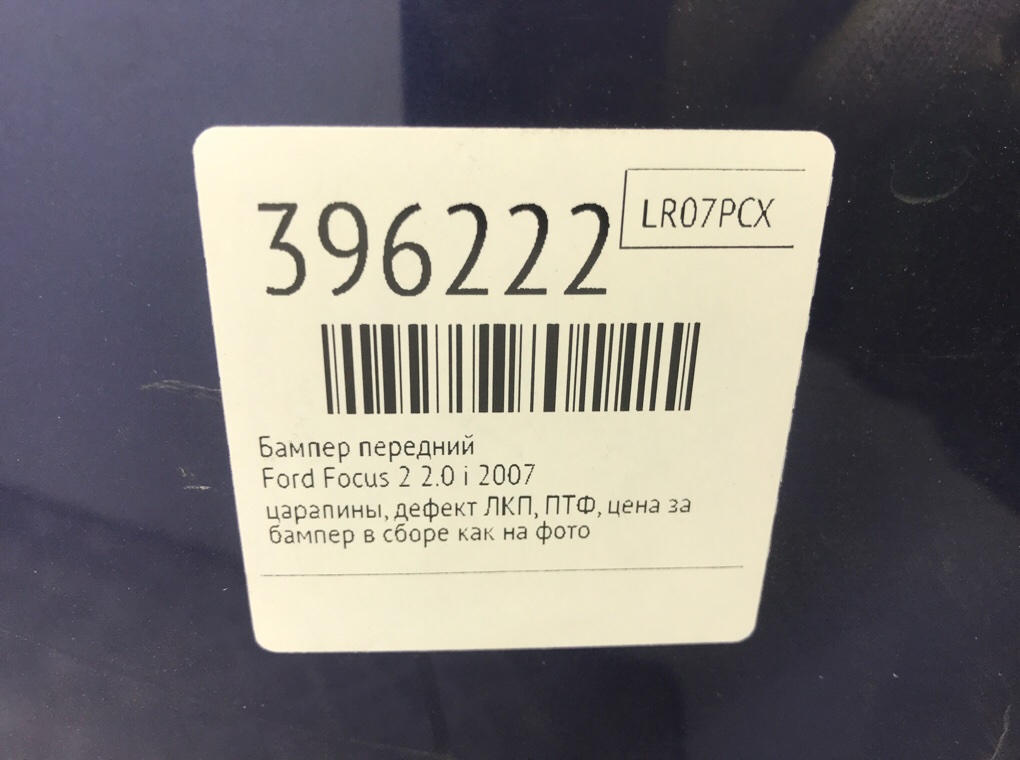 396222
LR07PCX
Бампер передний
Ford Focus 2 2.0 i 2007
царапины, дефект ЛКП, ПТФ, цена за
бампер в сборе как на фото